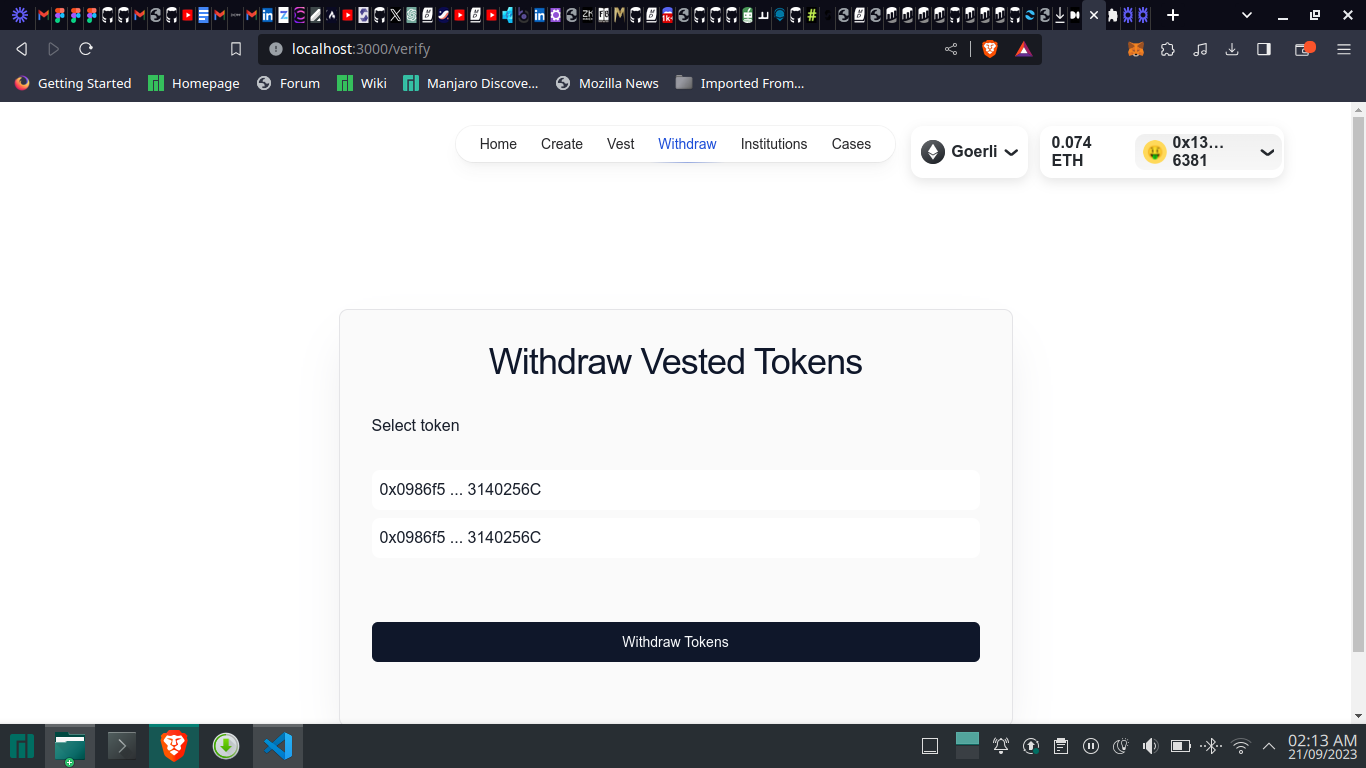 localhost:3000/verify
Getting Started Homepage Forum Wiki Manjaro Discove... Mozilla News Imported From...
Home Create Vest Withdraw Institutions Cases
Goerli
0.074
ETH
0x13...
6381
Withdraw Vested Tokens
Select token
0x0986f5 ... 3140256C
0x0986f5 ... 3140256C
Withdraw Tokens
02:13 AM
21/09/2023